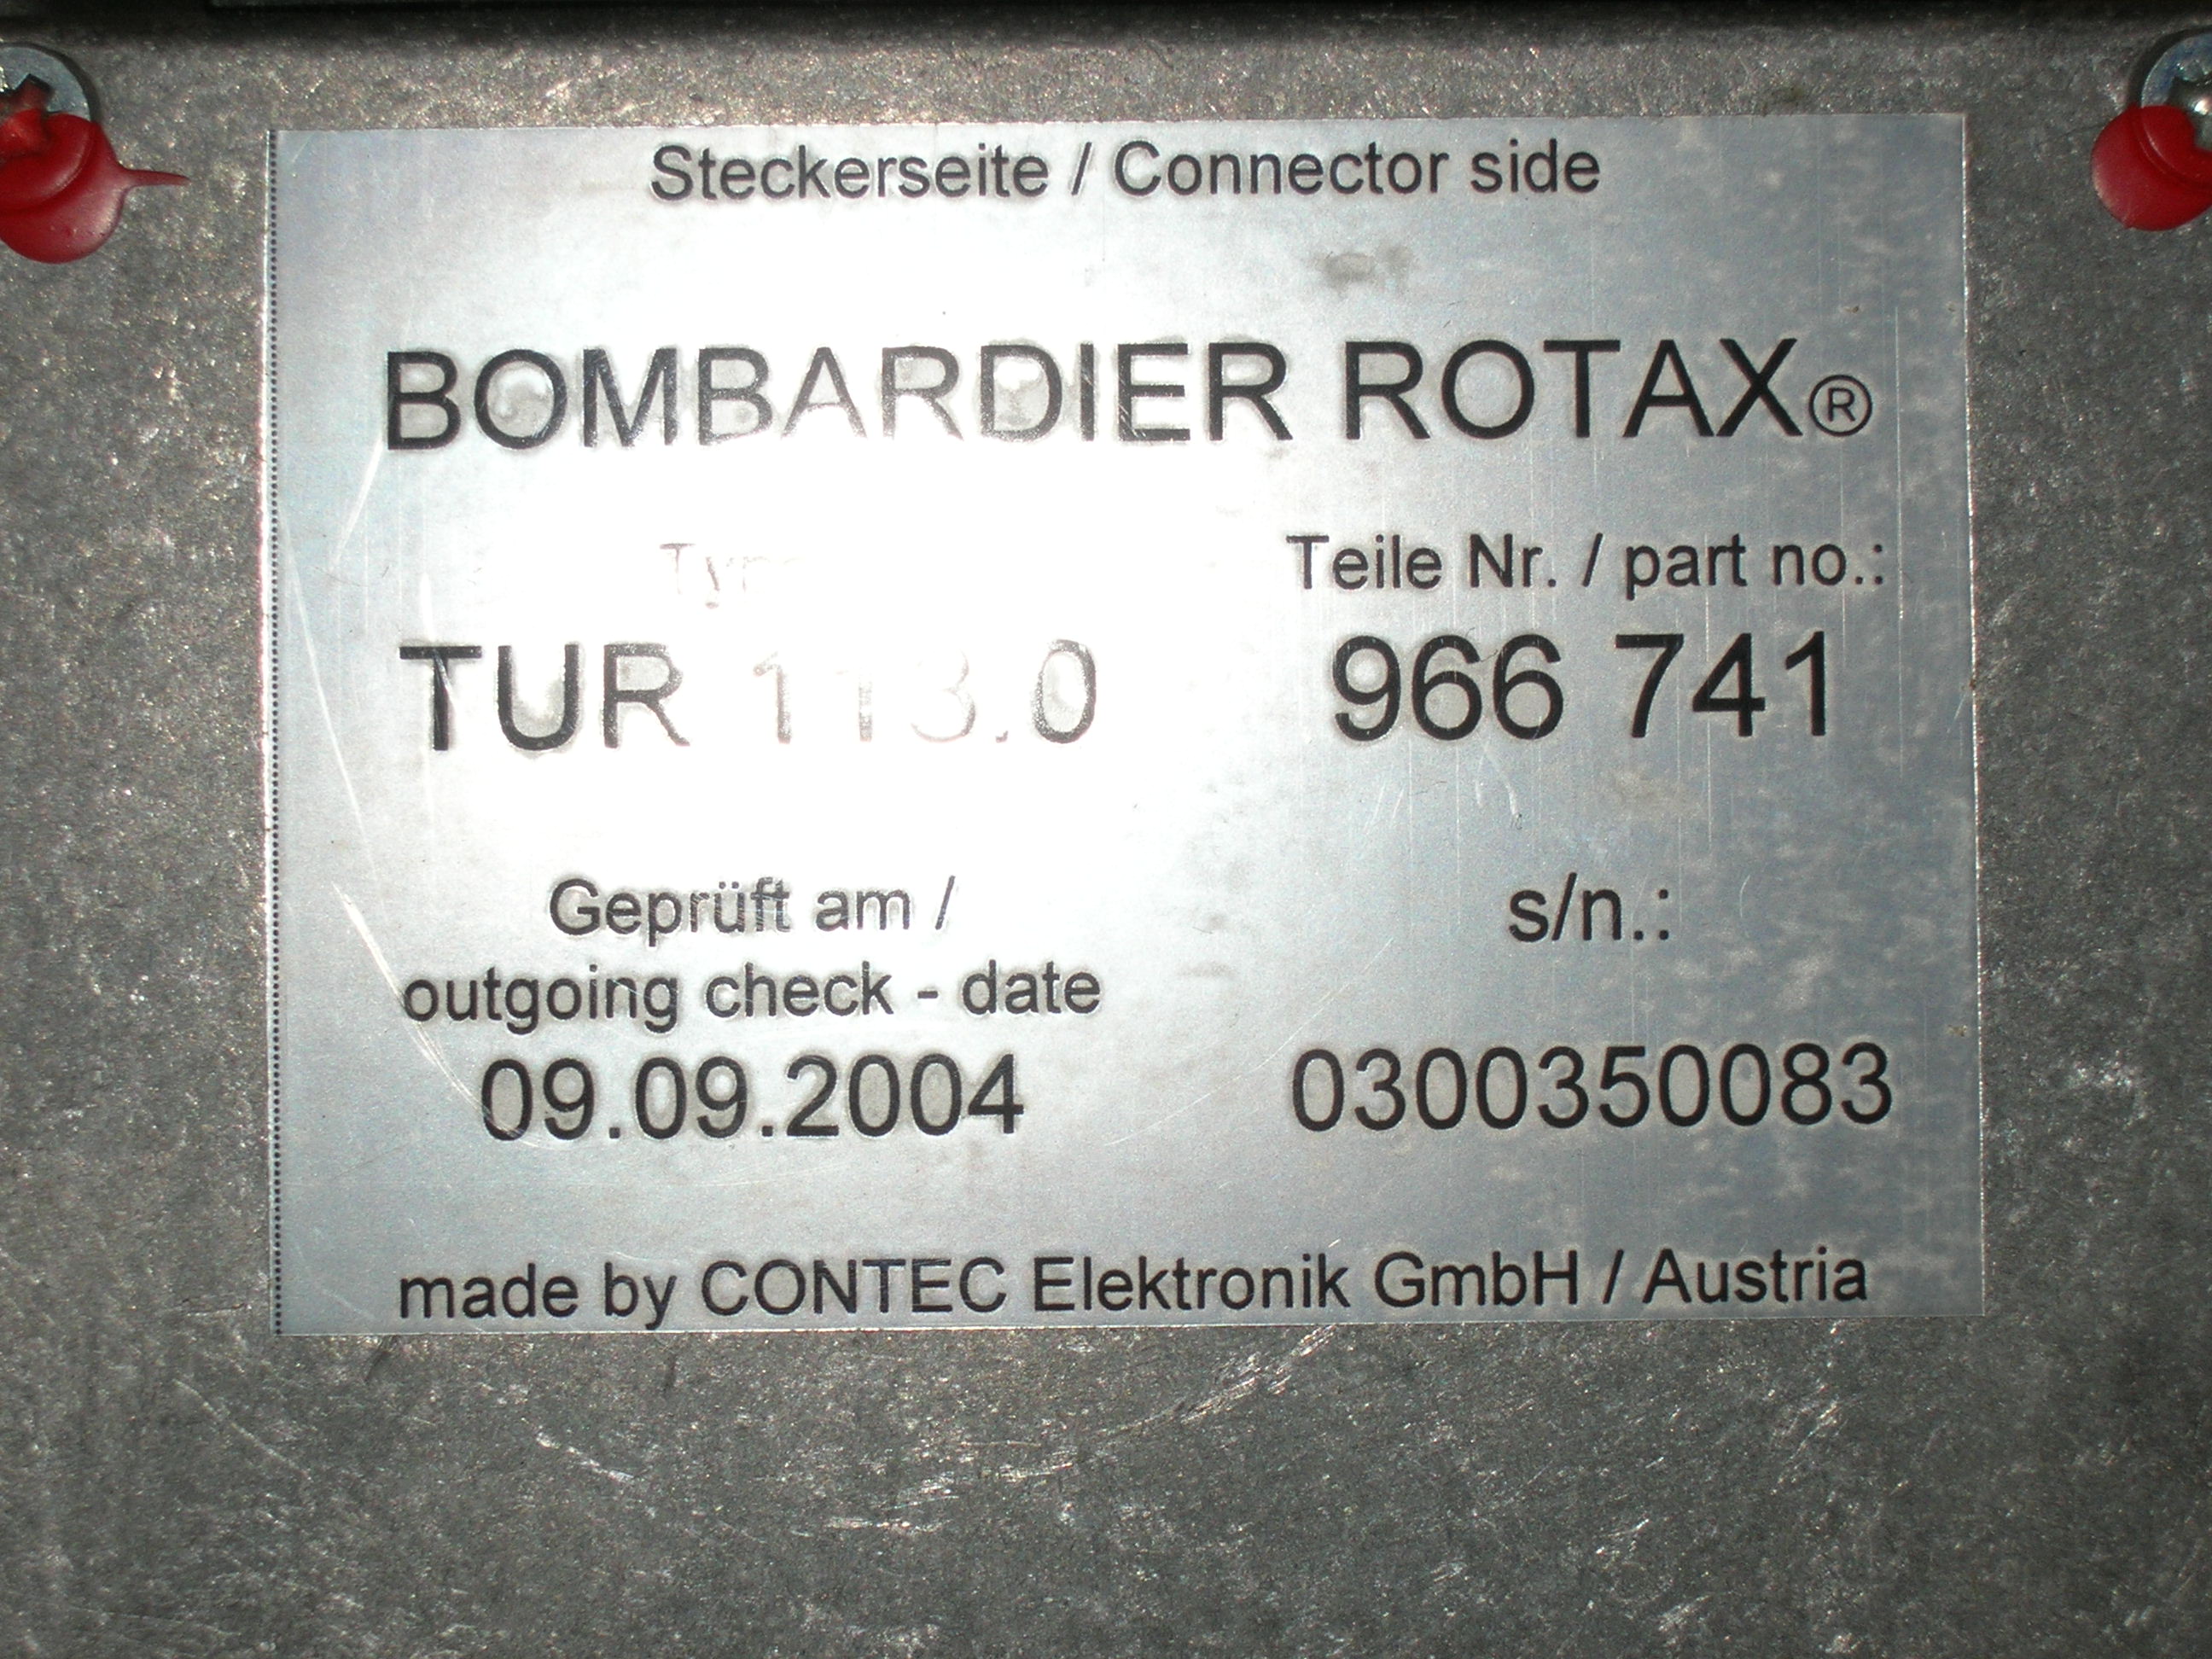 Steckerseite / Connector side
BOMBARDIER ROTAX®
Teile Nr. / part no.:
TUR 113.0 966 741
Geprüft am / s/n.:
outgoing check - date
09.09.2004 0300350083
made by CONTEC Elektronik GmbH / Austria